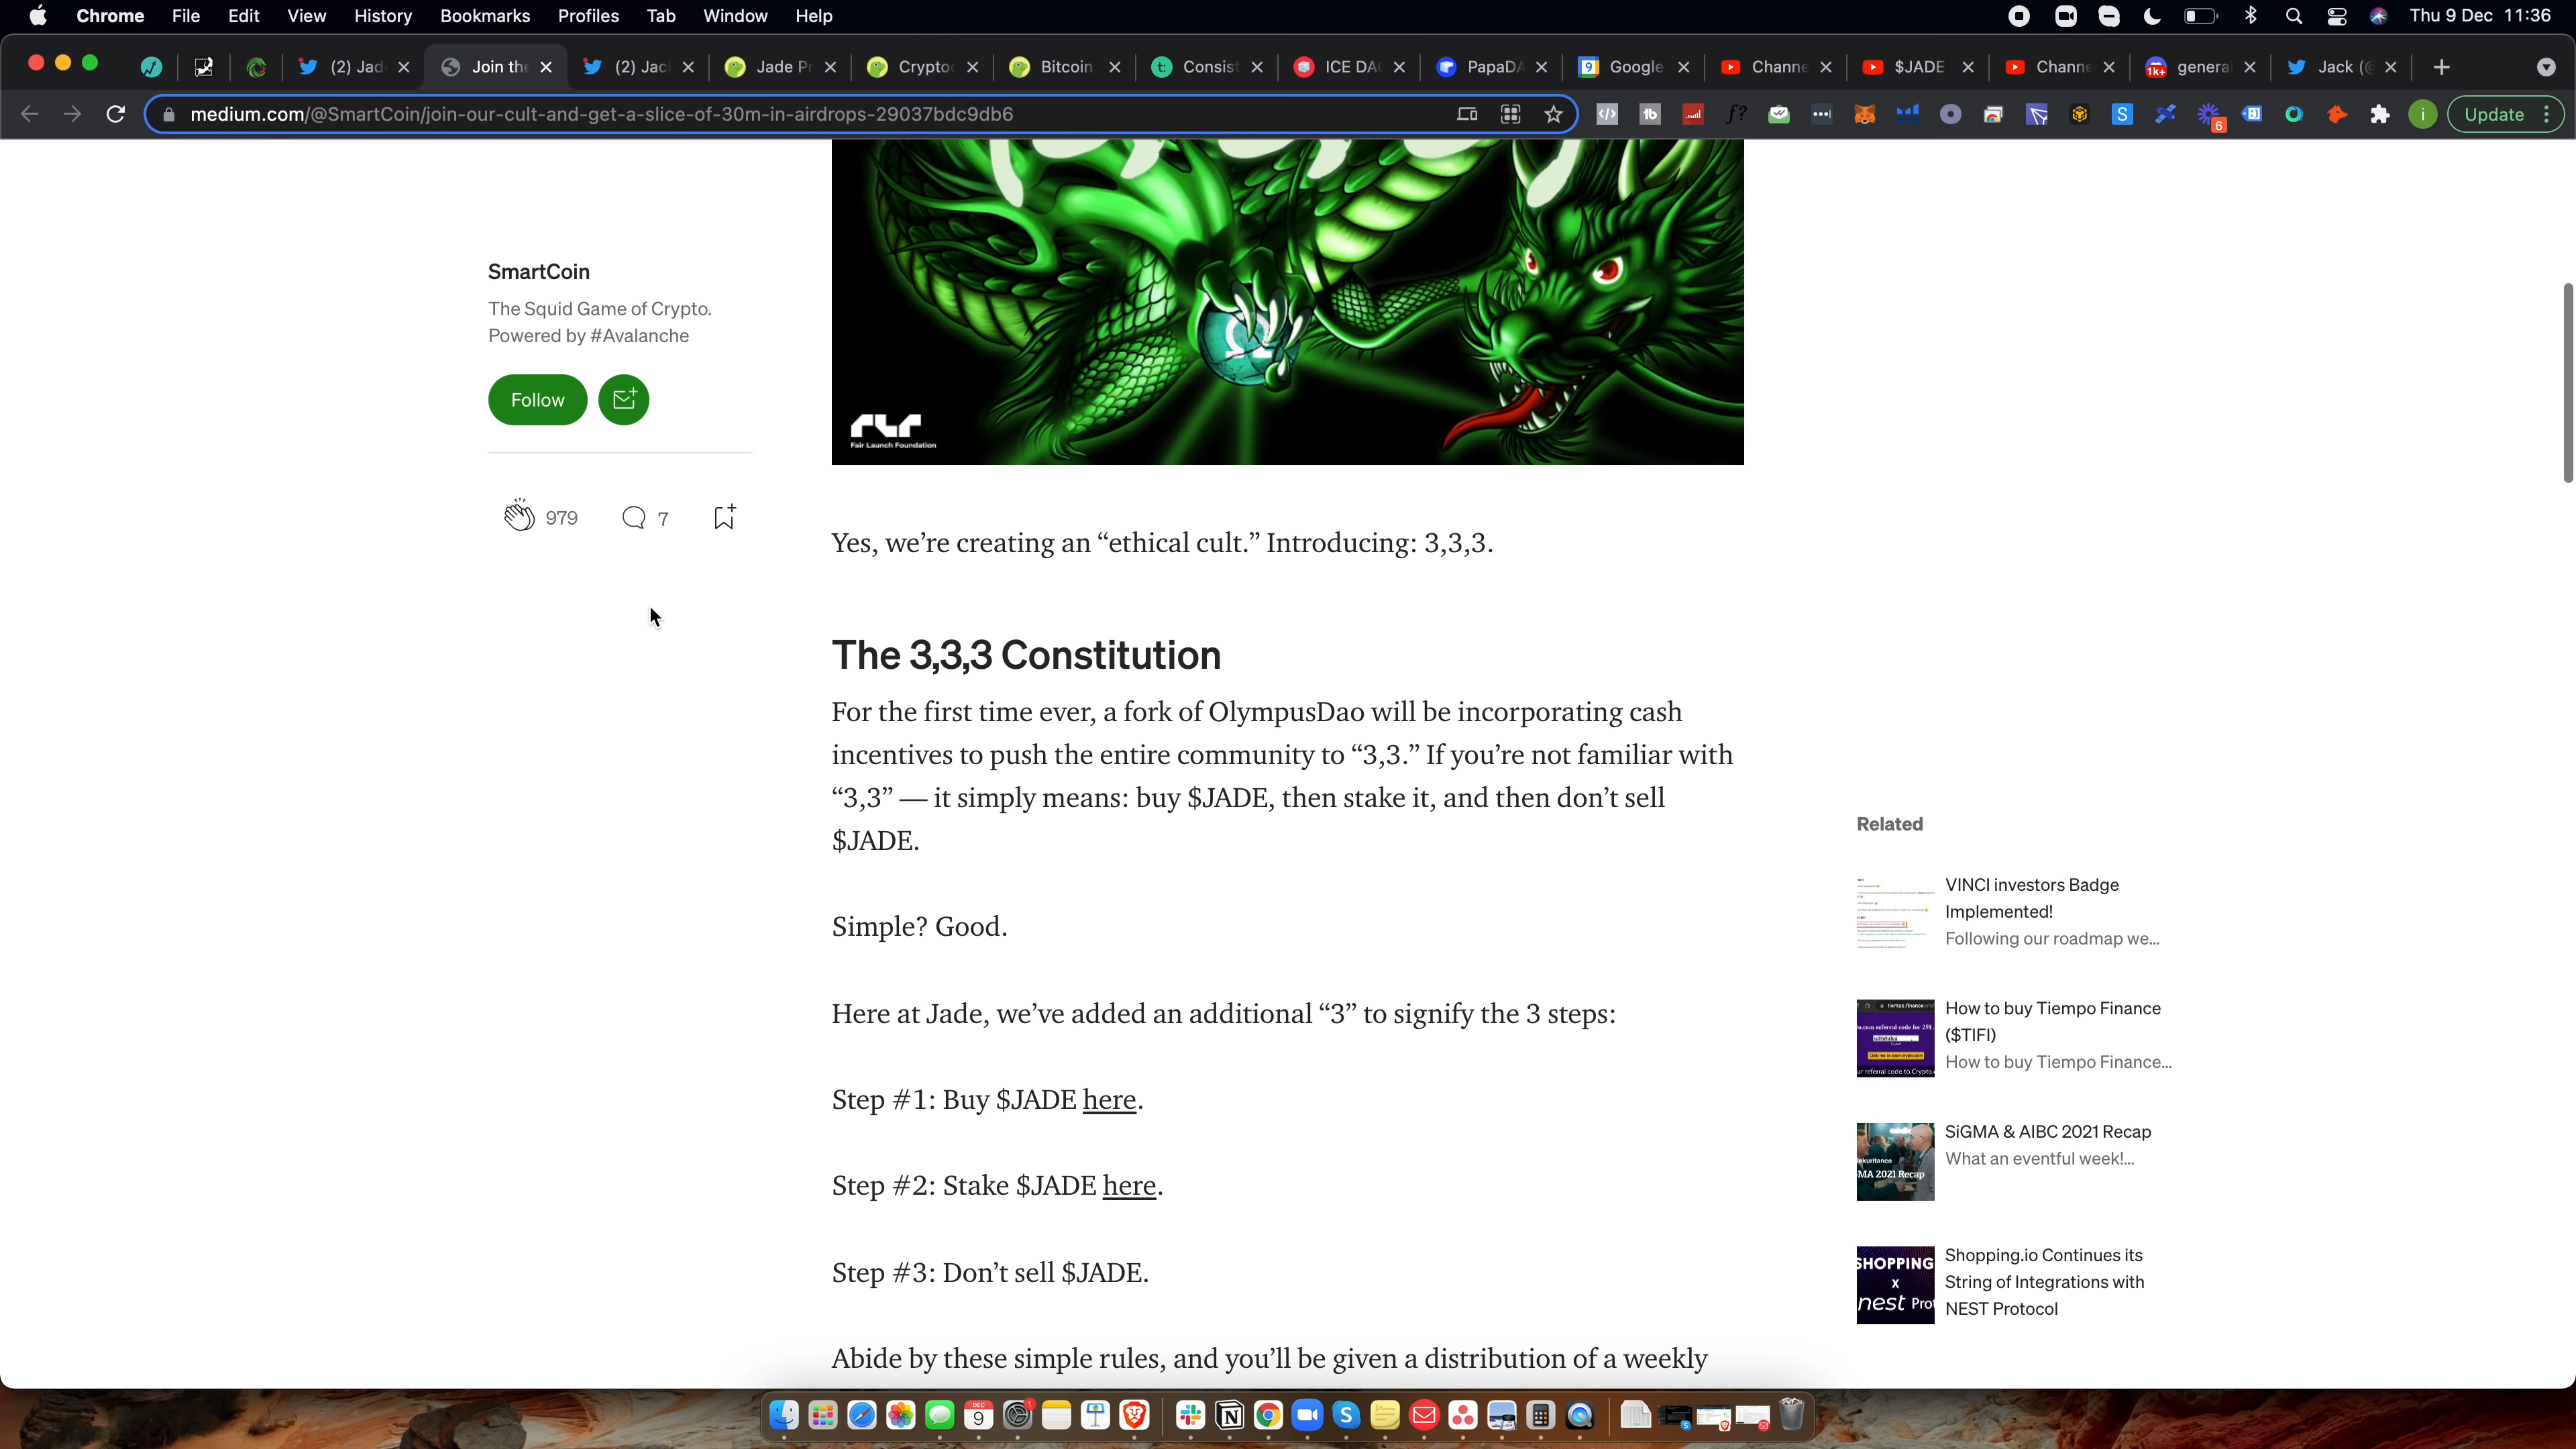 Chrome File Edit View History Bookmarks Profiles Tab Window Help Thu 9 Dec 11:36
(2) Jad Join the (2) Jac Jade Pr Crypto Bitcoin Consist ICE DA PapaDA Google Channe $JADE Channe genera Jack (@
medium.com/@SmartCoin/join-our-cult-and-get-a-slice-of-30m-in-airdrops-29037bdc9db6 Update
SmartCoin
The Squid Game of Crypto.
Powered by #Avalanche
Follow
979 7
Fair Launch Foundation
Yes, we’re creating an “ethical cult.” Introducing: 3,3,3.
The 3,3,3 Constitution
For the first time ever, a fork of OlympusDao will be incorporating cash
incentives to push the entire community to “3,3.” If you’re not familiar with
“3,3” — it simply means: buy $JADE, then stake it, and then don’t sell
$JADE.
Simple? Good.
Here at Jade, we’ve added an additional “3” to signify the 3 steps:
Step #1: Buy $JADE here.
Step #2: Stake $JADE here.
Step #3: Don’t sell $JADE.
Abide by these simple rules, and you’ll be given a distribution of a weekly
Related
VINCI investors Badge
Implemented!
Following our roadmap we...
How to buy Tiempo Finance
($TIFI)
How to buy Tiempo Finance...
SiGMA & AIBC 2021 Recap
What an eventful week!...
MA 2021 Recap
Shopping.io Continues its
String of Integrations with
NEST Protocol
SHOPPING
x
nest Prot